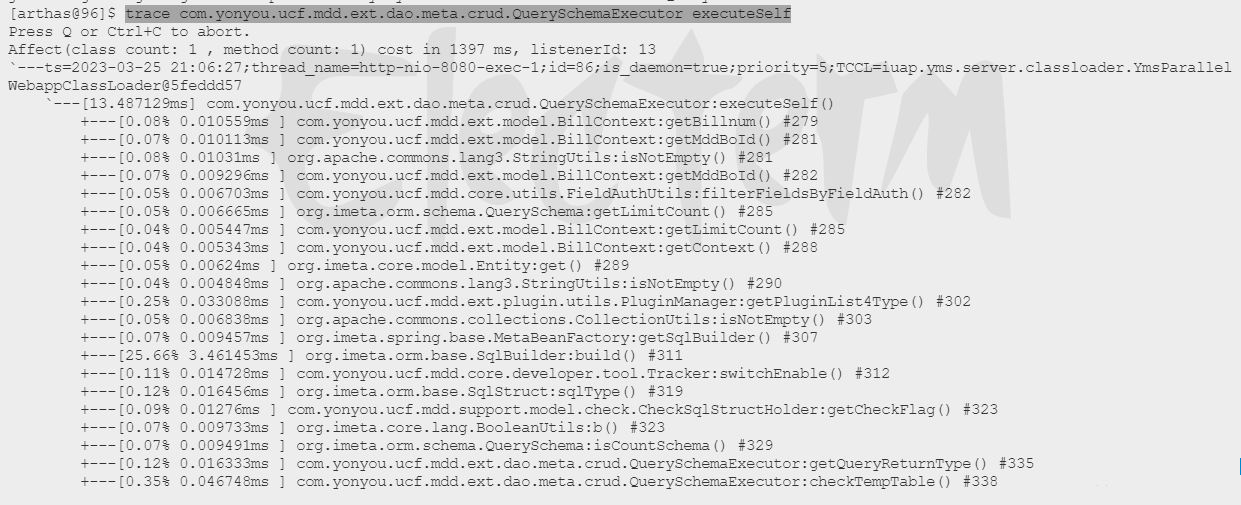 [arthas@96]$ trace com.yonyou.ucf.mdd.ext.dao.meta.crud.QuerySchemaExecutor executeSelf
Press Q or Ctrl+C to abort.
Affect(class count: 1 , method count: 1) cost in 1397 ms, listenerId: 13
`---ts=2023-03-25 21:06:27;thread_name=http-nio-8080-exec-1;id=86;is_daemon=true;priority=5;TCCL=iuap.yms.server.classloader.YmsParallel
WebappClassLoader@5feddd57
`---[13.487129ms] com.yonyou.ucf.mdd.ext.dao.meta.crud.QuerySchemaExecutor:executeSelf()
+---[0.08% 0.010559ms ] com.yonyou.ucf.mdd.ext.model.BillContext:getBillnum() #279
+---[0.07% 0.010113ms ] com.yonyou.ucf.mdd.ext.model.BillContext:getMddBoId() #281
+---[0.08% 0.01031ms ] org.apache.commons.lang3.StringUtils:isNotEmpty() #281
+---[0.07% 0.009296ms ] com.yonyou.ucf.mdd.ext.model.BillContext:getMddBoId() #282
+---[0.05% 0.006703ms ] com.yonyou.ucf.mdd.core.utils.FieldAuthUtils:filterFieldsByFieldAuth() #282
+---[0.05% 0.006665ms ] org.imeta.orm.schema.QuerySchema:getLimitCount() #285
+---[0.04% 0.005447ms ] com.yonyou.ucf.mdd.ext.model.BillContext:getLimitCount() #285
+---[0.04% 0.005343ms ] com.yonyou.ucf.mdd.ext.model.BillContext:getContext() #288
+---[0.05% 0.00624ms ] org.imeta.core.model.Entity:get() #289
+---[0.04% 0.004848ms ] org.apache.commons.lang3.StringUtils:isNotEmpty() #290
+---[0.25% 0.033088ms ] com.yonyou.ucf.mdd.ext.plugin.utils.PluginManager:getPluginList4Type() #302
+---[0.05% 0.006838ms ] org.apache.commons.collections.CollectionUtils:isNotEmpty() #303
+---[0.07% 0.009457ms ] org.imeta.spring.base.MetaBeanFactory:getSqlBuilder() #307
+---[25.66% 3.461453ms ] org.imeta.orm.base.SqlBuilder:build() #311
+---[0.11% 0.014728ms ] com.yonyou.ucf.mdd.core.developer.tool.Tracker:switchEnable() #312
+---[0.12% 0.016456ms ] org.imeta.orm.base.SqlStruct:sqlType() #319
+---[0.09% 0.01276ms ] com.yonyou.ucf.mdd.support.model.check.CheckSqlStructHolder:getCheckFlag() #323
+---[0.07% 0.009733ms ] org.imeta.core.lang.BooleanUtils:b() #323
+---[0.07% 0.009491ms ] org.imeta.orm.schema.QuerySchema:isCountSchema() #329
+---[0.12% 0.016333ms ] com.yonyou.ucf.mdd.ext.dao.meta.crud.QuerySchemaExecutor:getQueryReturnType() #335
+---[0.35% 0.046748ms ] com.yonyou.ucf.mdd.ext.dao.meta.crud.QuerySchemaExecutor:checkTempTable() #338
Electerm